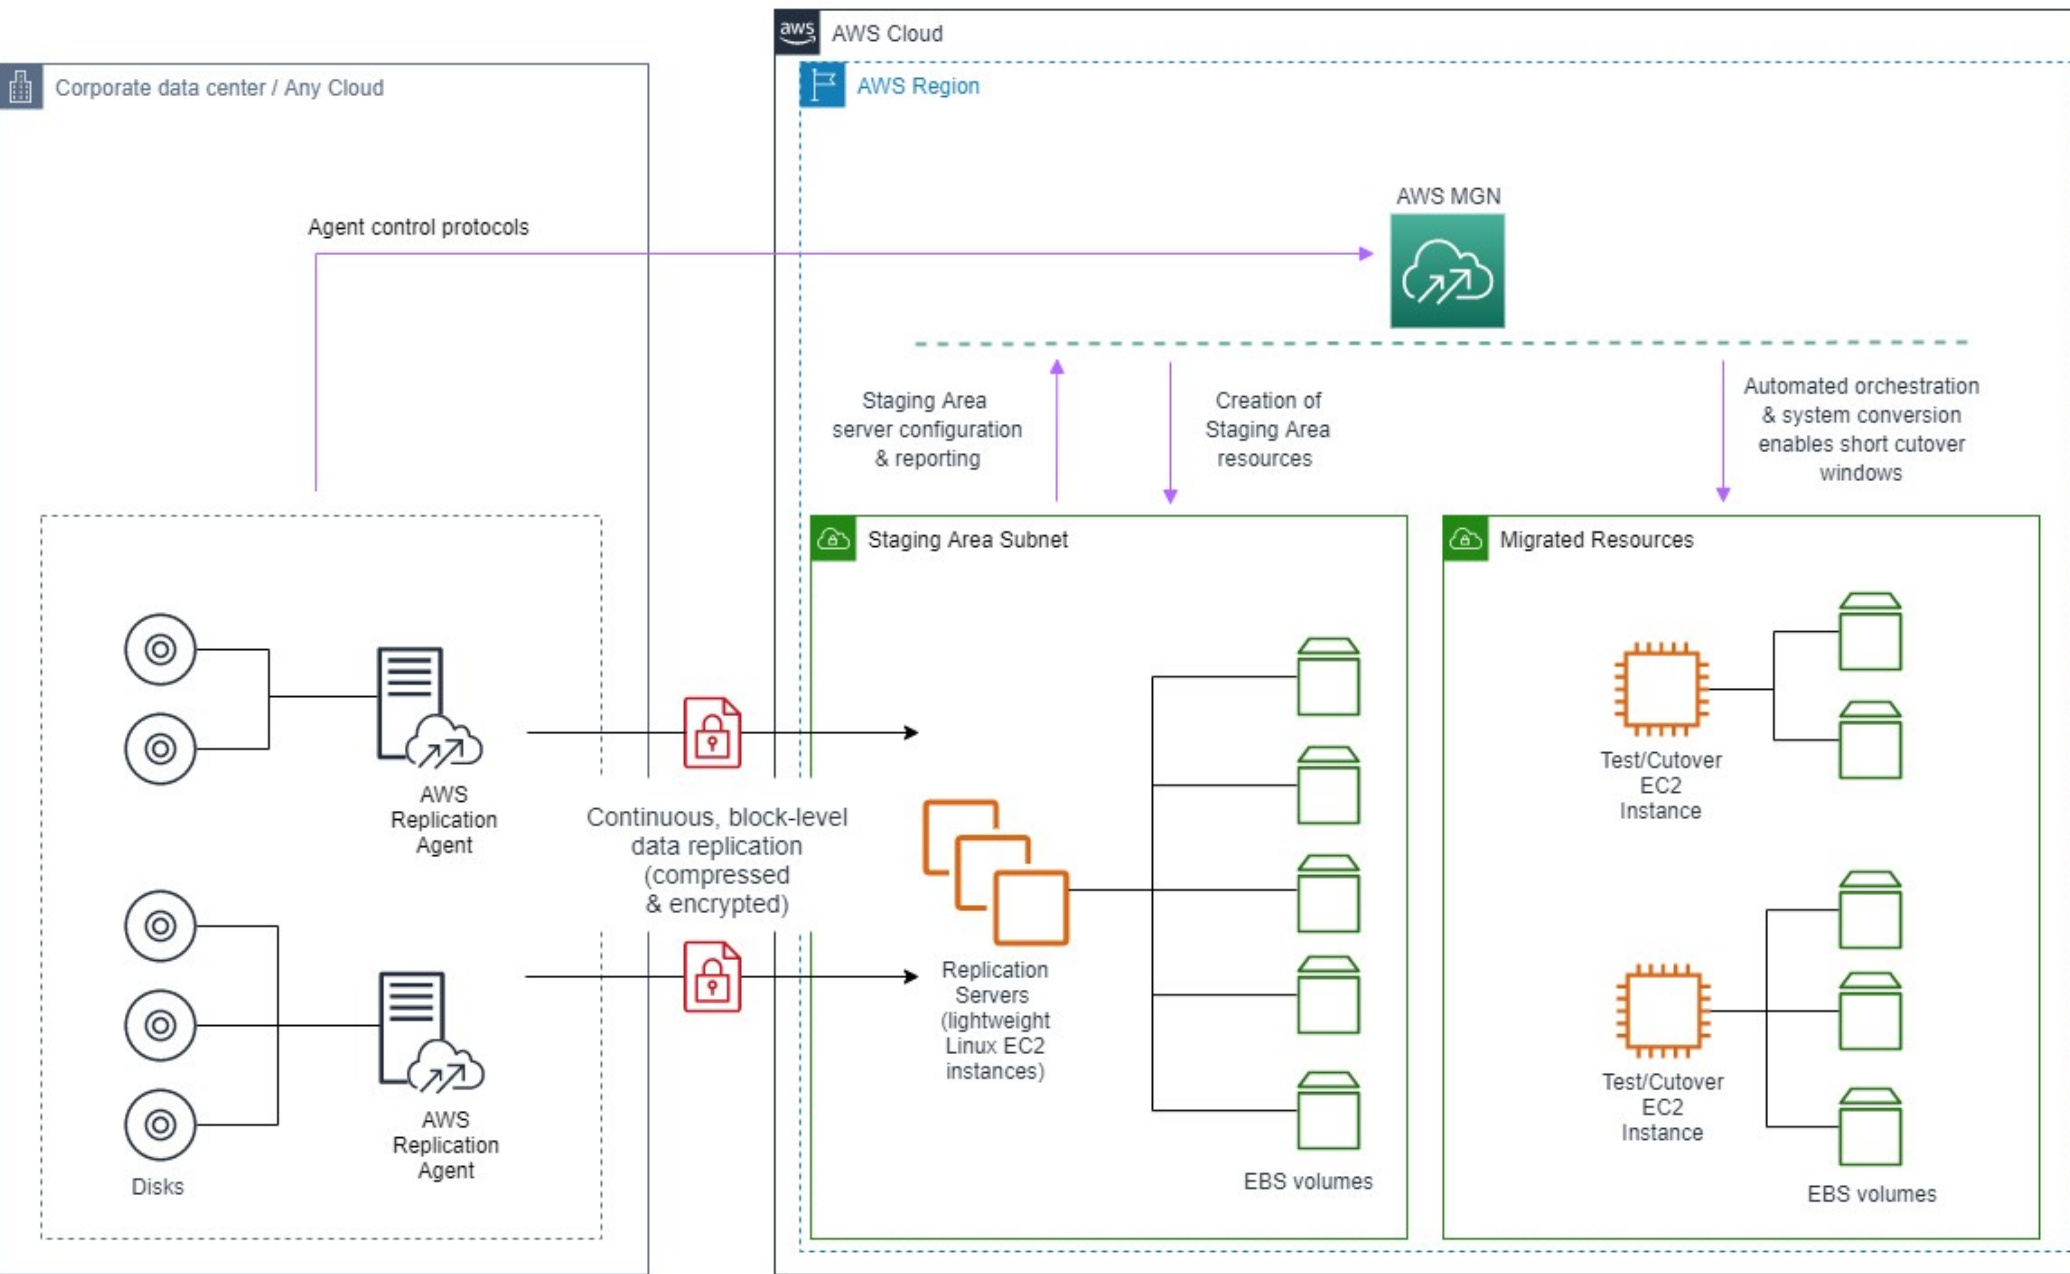 aws
AWS Cloud
Corporate data center / Any Cloud
AWS Region
AWS MGN
Agent control protocols
Staging Area
server configuration
& reporting
Creation of
Staging Area
resources
Automated orchestration
& system conversion
enables short cutover
windows
Staging Area Subnet
Migrated Resources
AWS
Replication
Agent
Continuous, block-level
data replication
(compressed
& encrypted)
AWS
Replication
Agent
Disks
Replication
Servers
(lightweight
Linux EC2
instances)
EBS volumes
Test/Cutover
EC2
Instance
Test/Cutover
EC2
Instance
EBS volumes